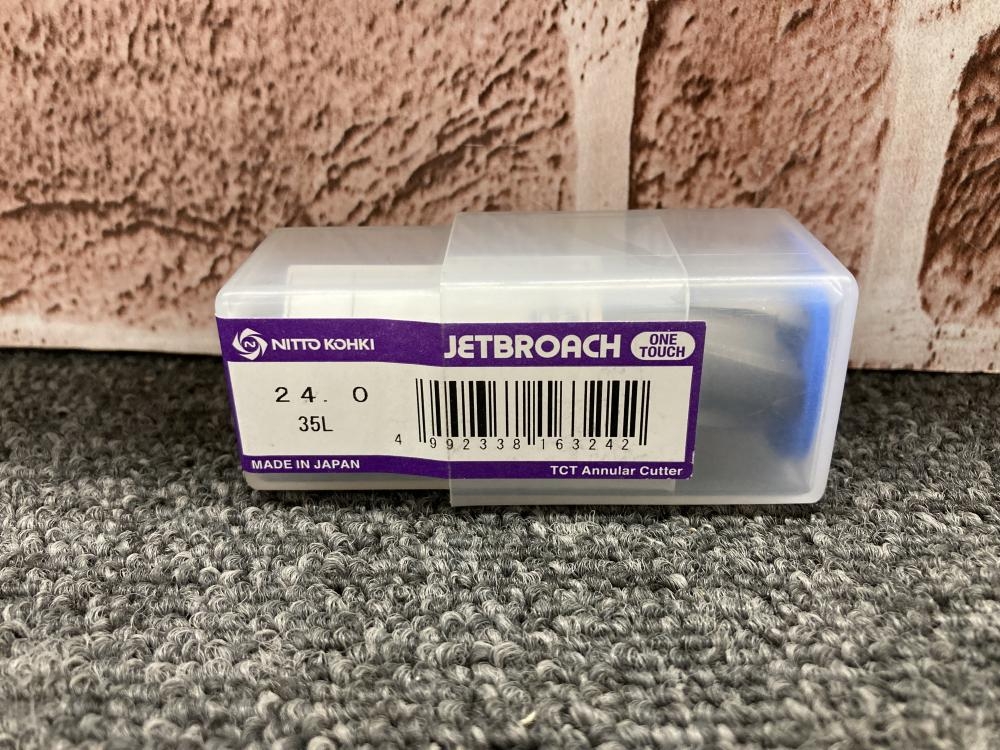 NITTO KOHKI
JETBROACH ONE TOUCH
24.0
35L
4 992338 163242
MADE IN JAPAN
TCT Annular Cutter